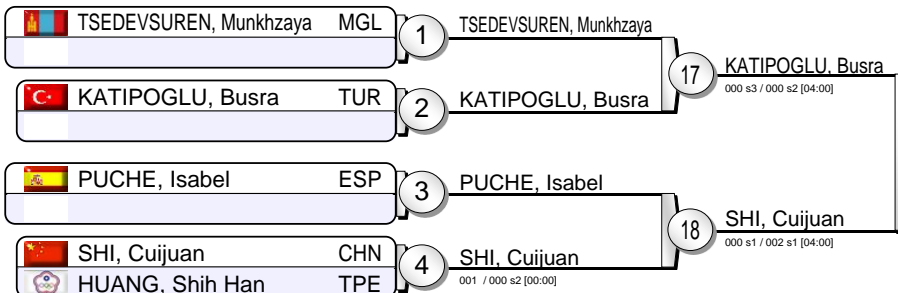 TSEDEVSUREN, Munkhzaya MGL
1
TSEDEVSUREN, Munkhzaya
17
KATIPOGLU, Busra
000 s3 / 000 s2 [04:00]
KATIPOGLU, Busra TUR
2
KATIPOGLU, Busra
PUCHE, Isabel ESP
3
PUCHE, Isabel
18
SHI, Cuijuan
000 s1 / 002 s1 [04:00]
SHI, Cuijuan CHN
HUANG, Shih Han TPE
4
SHI, Cuijuan
001 / 000 s2 [00:00]